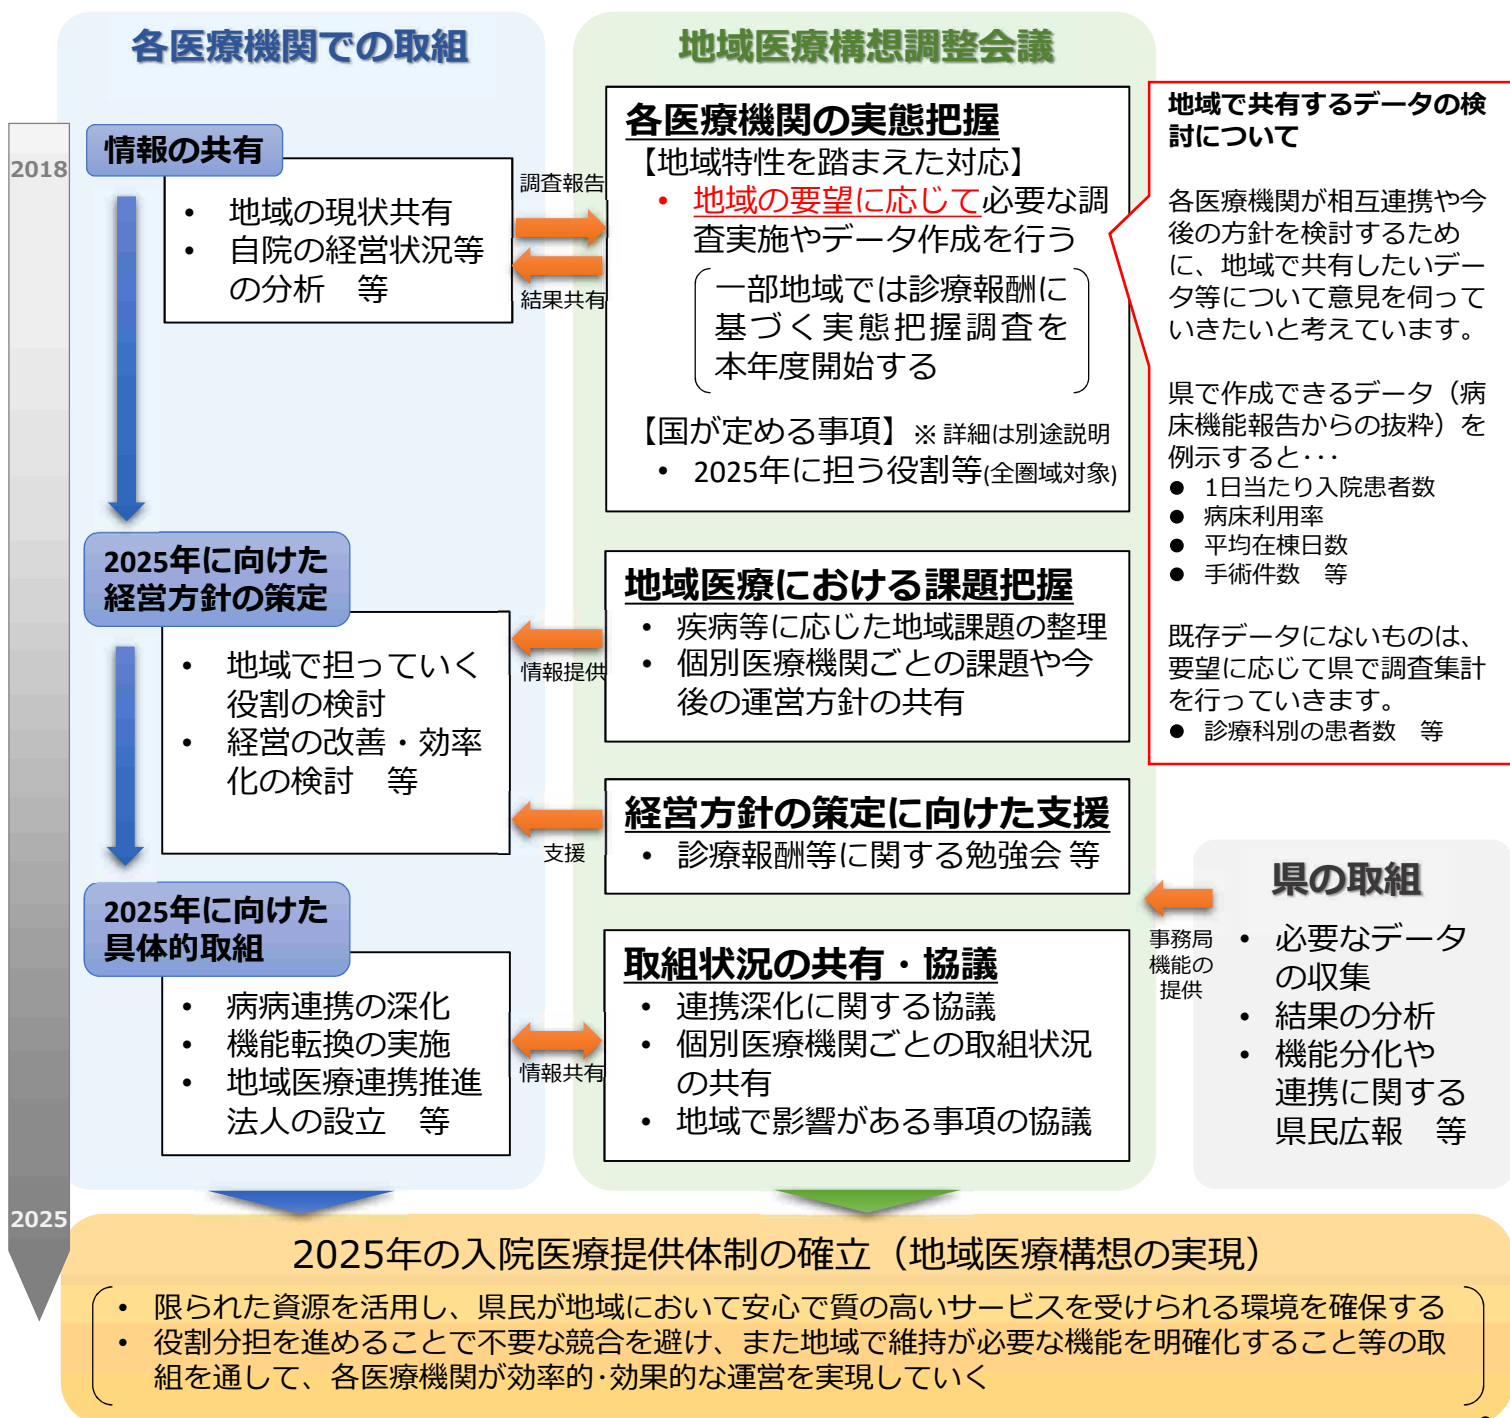 各医療機関での取組
地域医療構想調整会議
2018
2025
情報の共有
・ 地域の現状共有
・ 自院の経営状況等
の分析　等
調査報告
結果共有
各医療機関の実態把握
【地域特性を踏まえた対応】
・ 地域の要望に応じて必要な調
査実施やデータ作成を行う
一部地域では診療報酬に
基づく実態把握調査を
本年度開始する
【国が定める事項】※ 詳細は別途説明
・ 2025年に担う役割等(全圏域対象)
地域で共有するデータの検
討について
各医療機関が相互連携や今
後の方針を検討するため
に、地域で共有したいデー
タ等について意見を伺って
いきたいと考えています。
県で作成できるデータ（病
床機能報告からの抜粋）を
例示すると･･･
● 1日当たり入院患者数
● 病床利用率
● 平均在棟日数
● 手術件数　等
既存データにないものは、
要望に応じて県で調査集計
を行っていきます。
● 診療科別の患者数　等
2025年に向けた
経営方針の策定
・ 地域で担っていく
役割の検討
・ 経営の改善・効率
化の検討　等
情報提供
支援
地域医療における課題把握
・ 疾病等に応じた地域課題の整理
・ 個別医療機関ごとの課題や今
後の運営方針の共有
経営方針の策定に向けた支援
・ 診療報酬等に関する勉強会 等
2025年に向けた
具体的取組
・ 病病連携の深化
・ 機能転換の実施
・ 地域医療連携推進
法人の設立　等
情報共有
取組状況の共有・協議
・ 連携深化に関する協議
・ 個別医療機関ごとの取組状況
の共有
・ 地域で影響がある事項の協議
事務局
機能の
提供
県の取組
・ 必要なデータ
の収集
・ 結果の分析
・ 機能分化や
連携に関する
県民広報　等
2025年の入院医療提供体制の確立（地域医療構想の実現）
・ 限られた資源を活用し、県民が地域において安心で質の高いサービスを受けられる環境を確保する
・ 役割分担を進めることで不要な競合を避け、また地域で維持が必要な機能を明確化すること等の取
組を通して、各医療機関が効率的･効果的な運営を実現していく